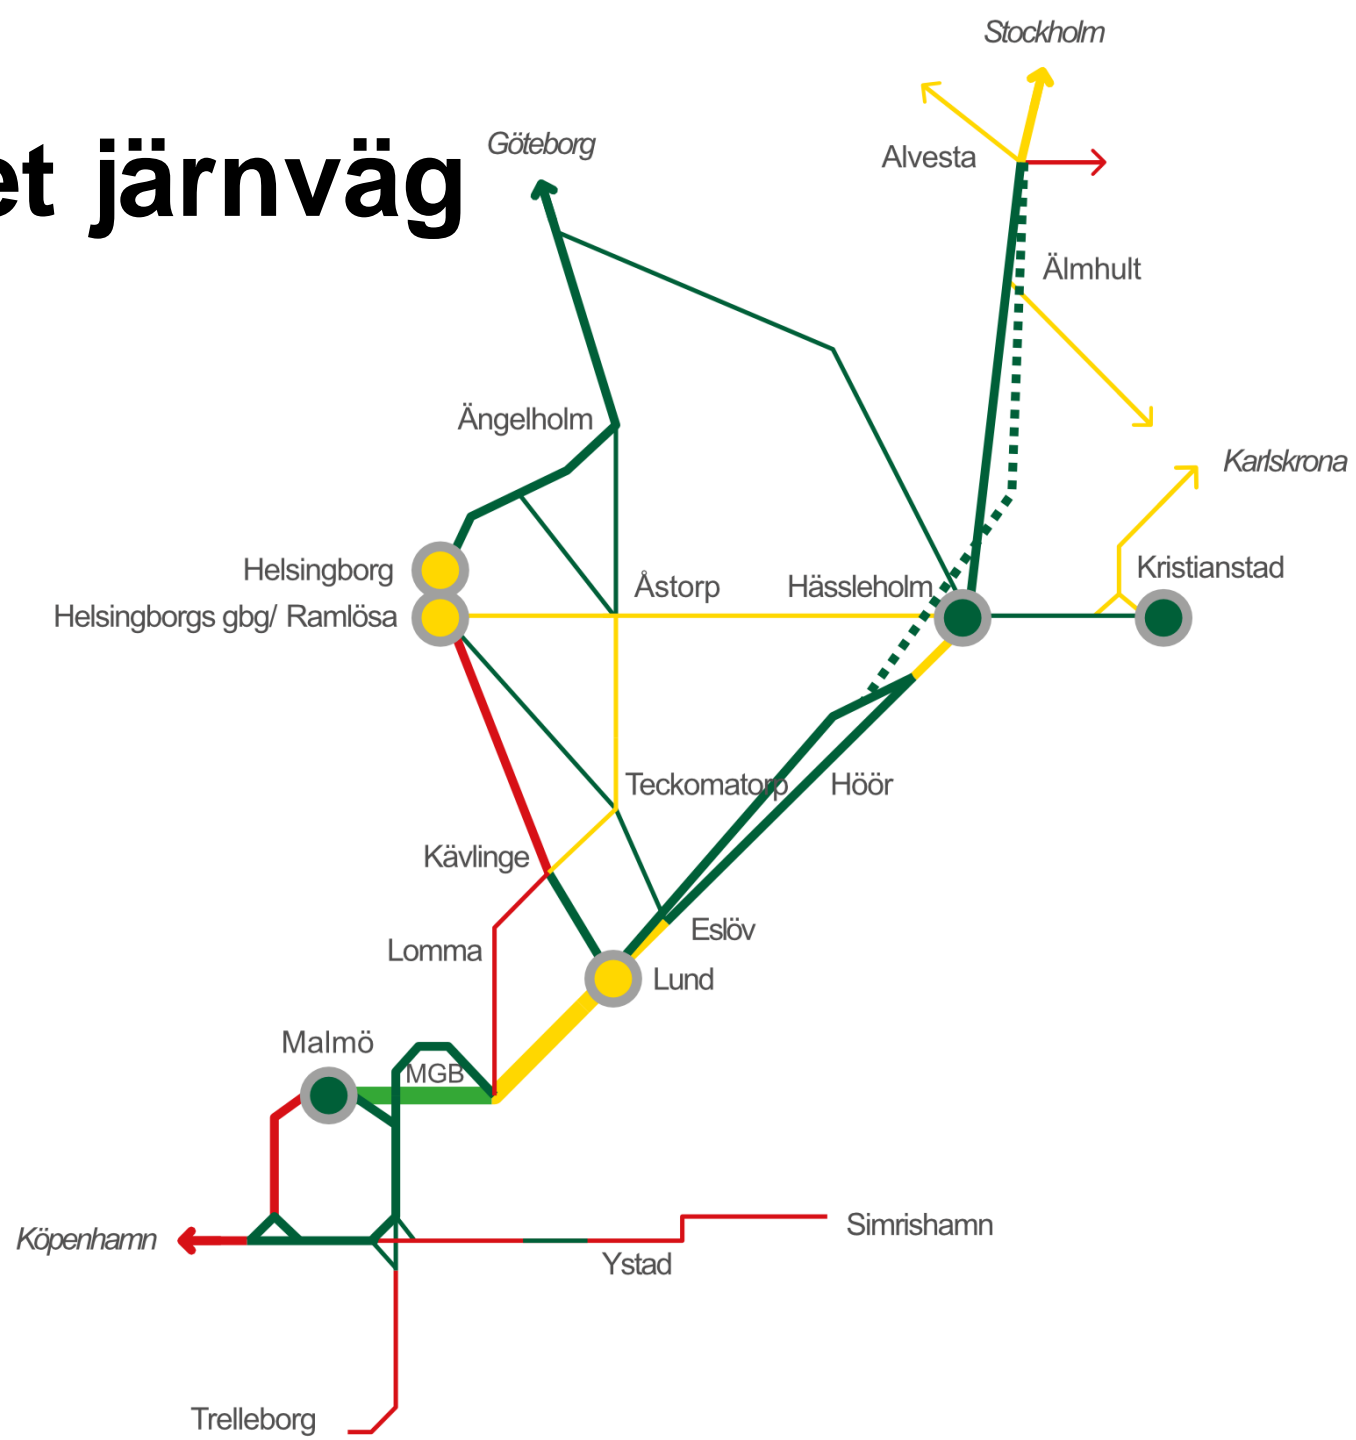 Stockholm
et järnväg
Göteborg
Alvesta
Älmhult
Ängelholm
Karlskrona
Helsingborg
Åstorp
Hässleholm
Kristianstad
Helsingborgs gbg/ Ramlösa
Teckomatorp
Höör
Kävlinge
Eslöv
Lomma
Lund
Malmö
MGB
Köpenhamn
Simrishamn
Ystad
Trelleborg